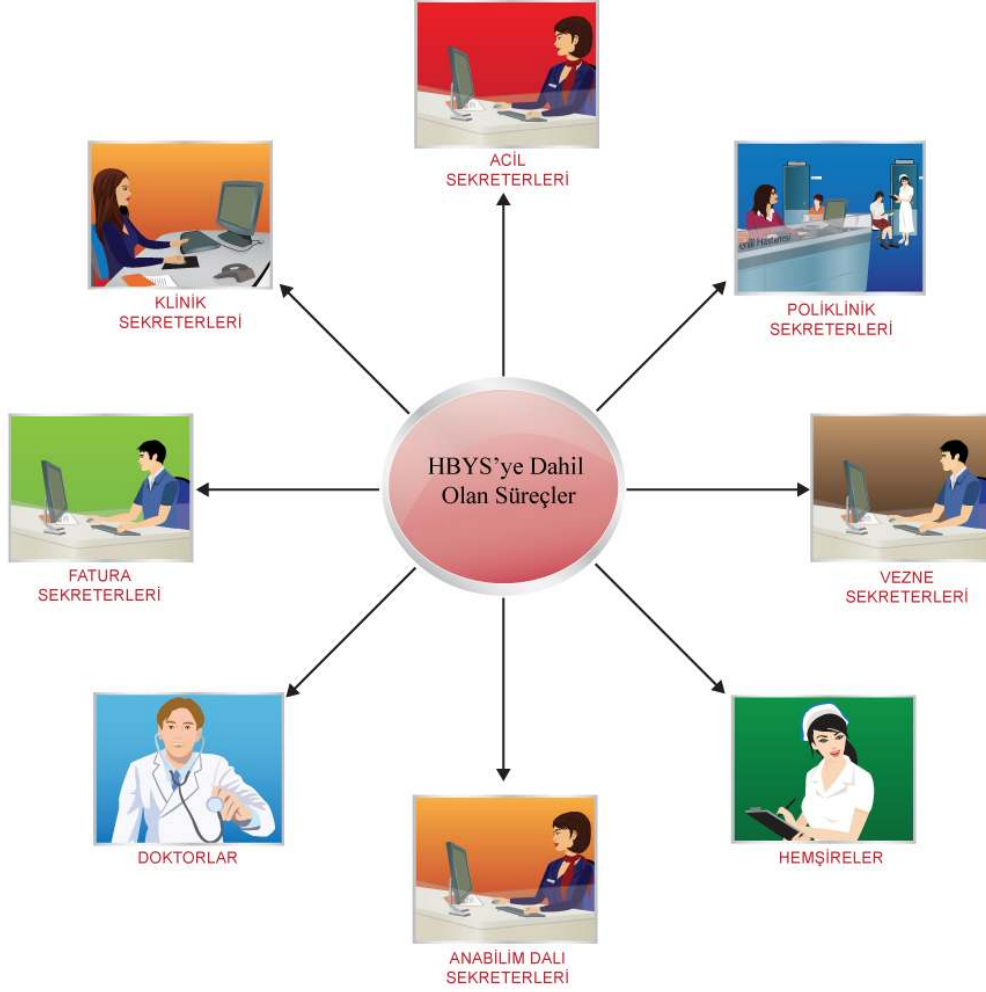 ACİL
SEKRETERLERİ
KLİNİK
SEKRETERLERİ
POLİKLİNİK
SEKRETERLERİ
HBYS’ye Dahil
Olan Süreçler
FATURA
SEKRETERLERİ
VEZNE
SEKRETERLERİ
DOKTORLAR
HEMŞİRELER
ANABİLİM DALI
SEKRETERLERİ